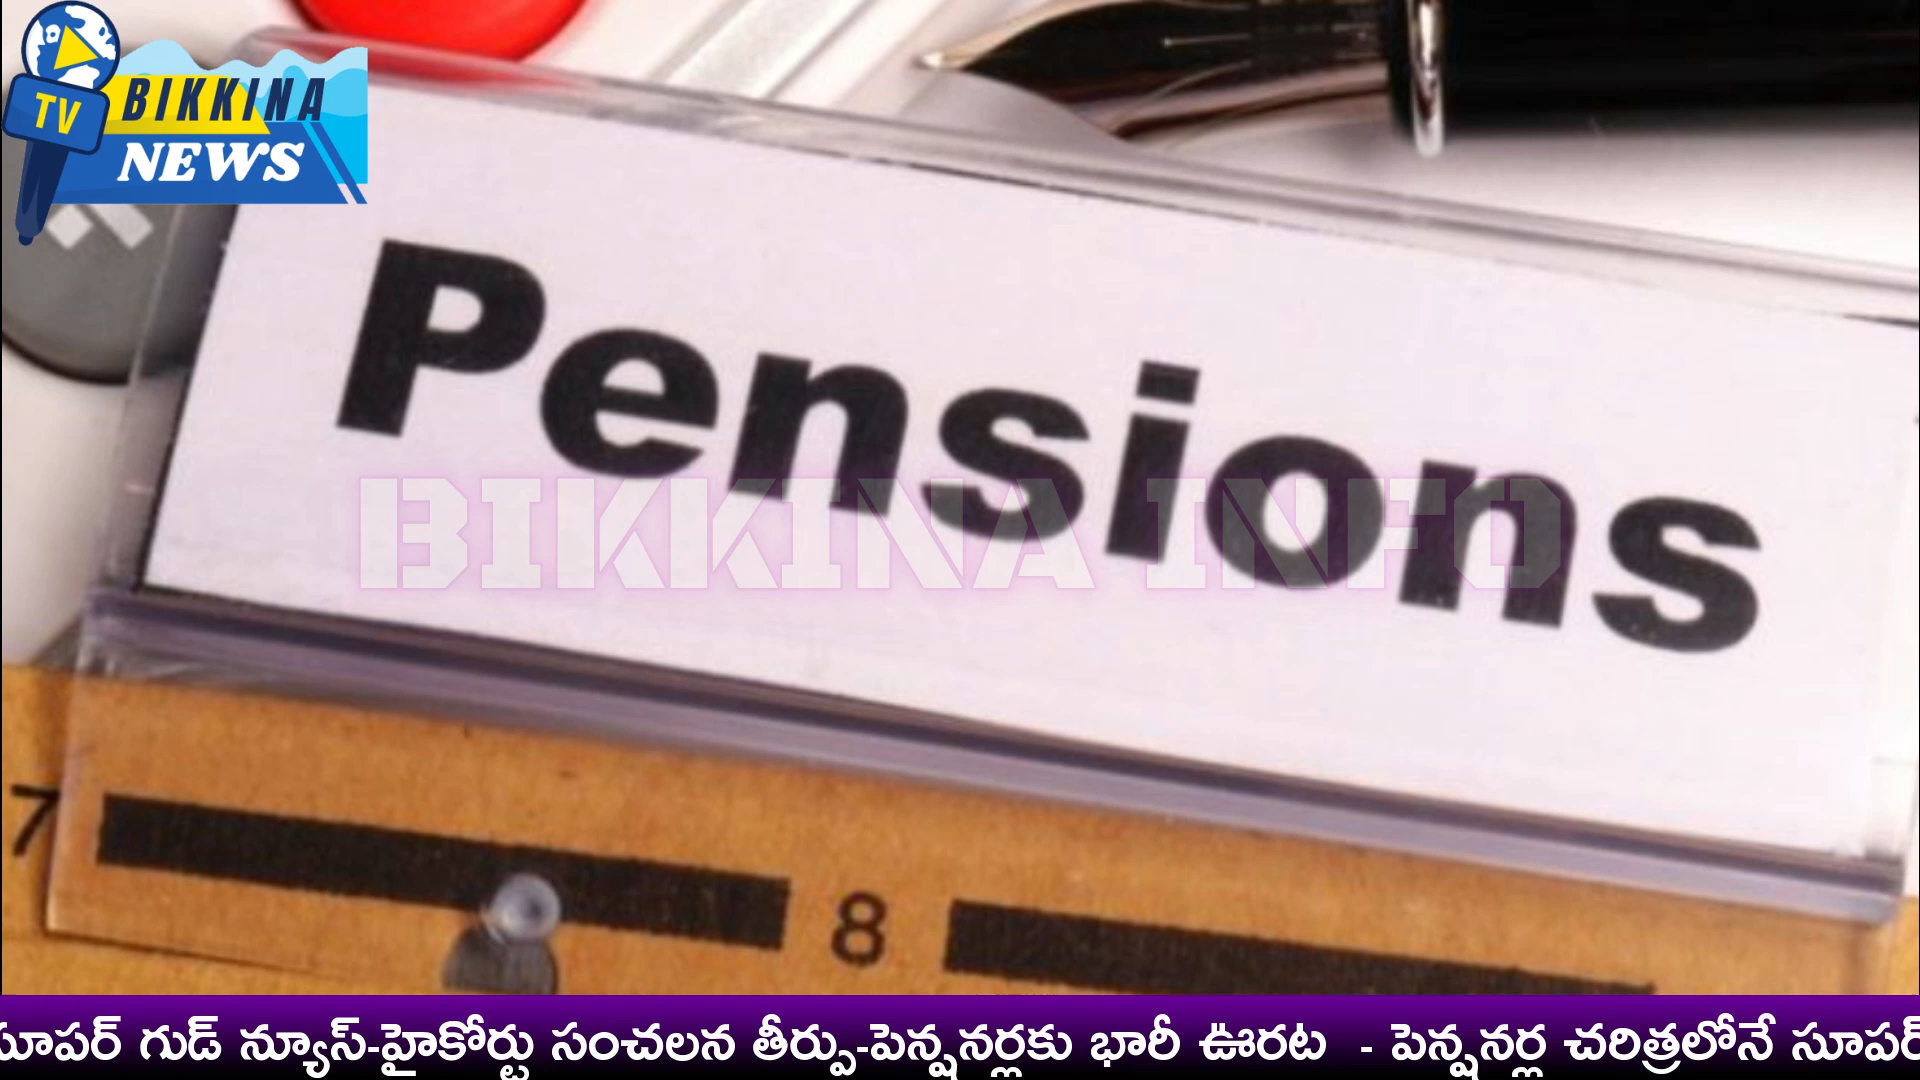 TV BIKKINA
NEWS
Pensions
BIKKINA INFO
7
8
సూపర్ గుడ్ న్యూస్-హైకోర్టు సంచలన తీర్పు-పెన్షనర్లకు భారీ ఊరట - పెన్షనర్ల చరిత్రలోనే సూపర్